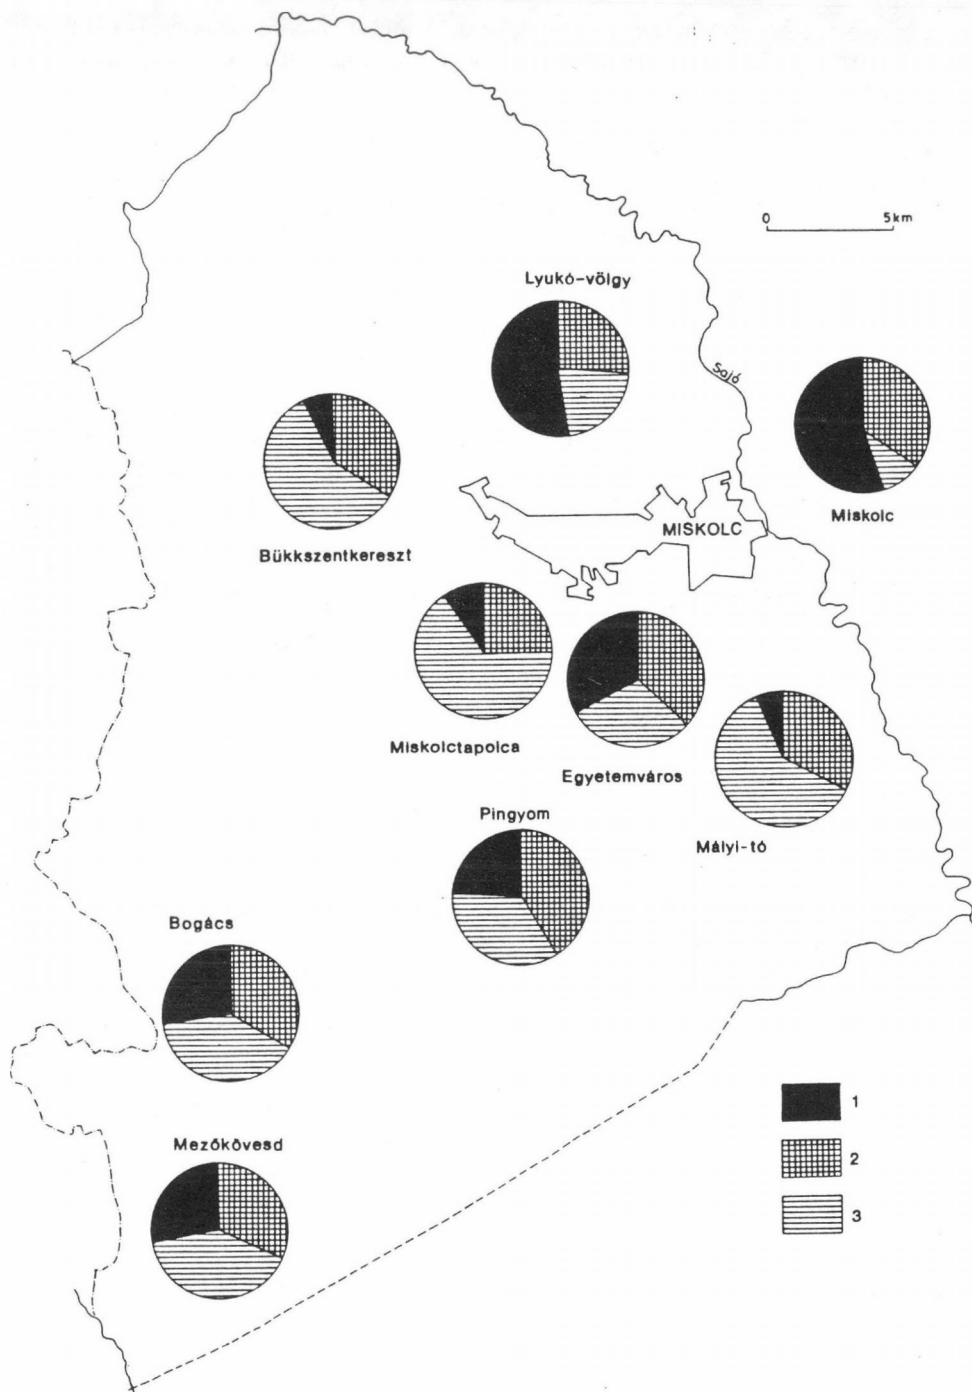 0 5km
Lyukó-völgy
Sajó
Miskolc
MISKOLC
Bükkszentkereszt
Miskolctapolca
Egyetemváros
Mályi-tó
Pingyom
Bogács
Mezőkövesd
1
2
3